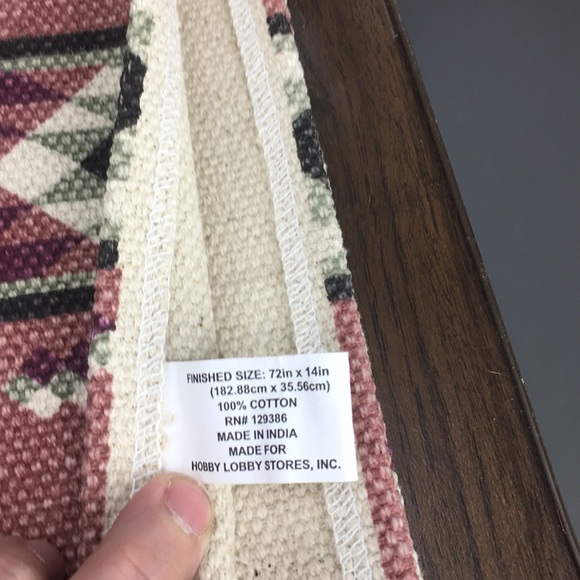 FINISHED SIZE: 72in x 14in
(182.88cm x 35.56cm)
100% COTTON
RN# 129386
MADE IN INDIA
MADE FOR
HOBBY LOBBY STORES, INC.